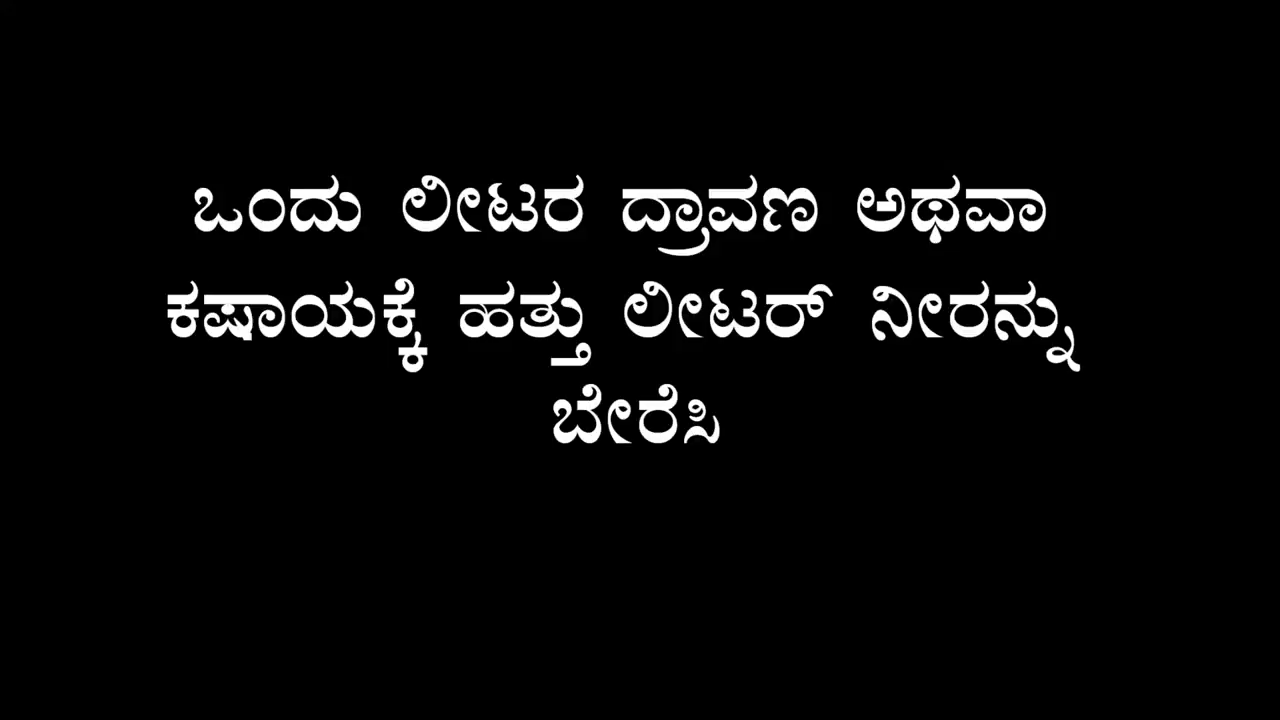 ಒಂದು ಲೀಟರ ದ್ರಾವಣ ಅಥವಾ
ಕಷಾಯಕ್ಕೆ ಹತ್ತು ಲೀಟರ್ ನೀರನ್ನು
ಬೇರೆಸಿ